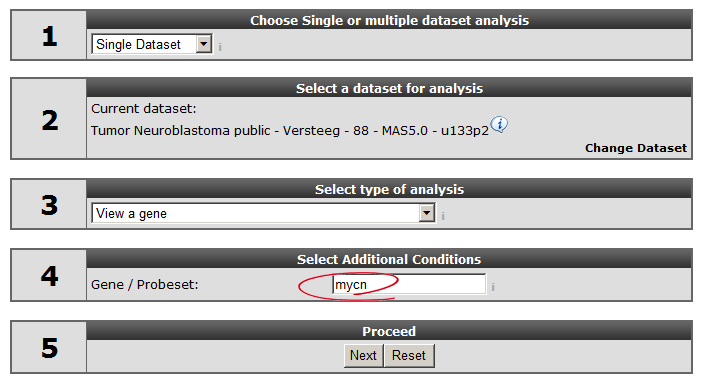 1
Choose Single or multiple dataset analysis
Single Dataset
i
2
Select a dataset for analysis
Current dataset:
Tumor Neuroblastoma public - Versteeg - 88 - MAS5.0 - u133p2 i
Change Dataset
3
Select type of analysis
View a gene
i
4
Select Additional Conditions
Gene / Probeset: mycn i
5
Proceed
Next Reset